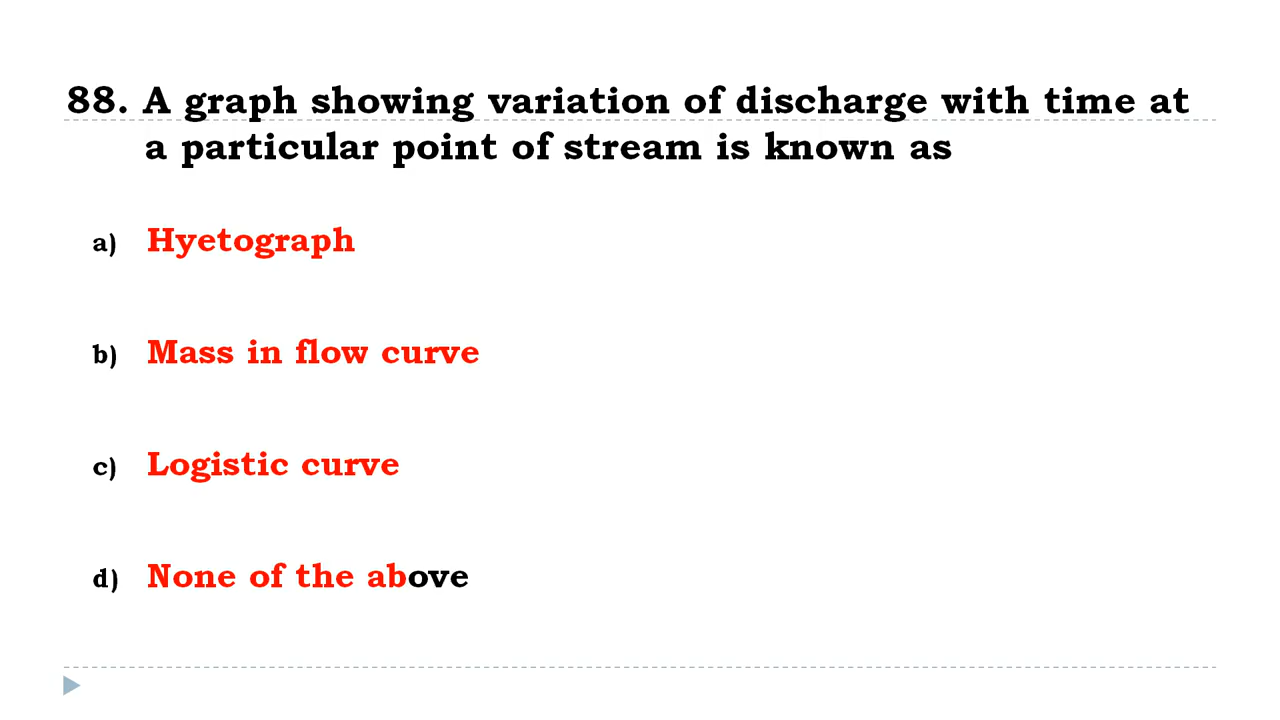 88. A graph showing variation of discharge with time at
a particular point of stream is known as
a) Hyetograph
b) Mass in flow curve
c) Logistic curve
d) None of the above